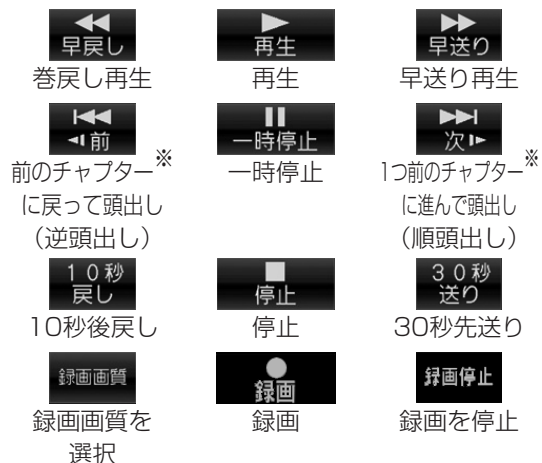 早戻し 再生 早送り
巻戻し再生 再生 早送り再生
前 一時停止 次
前のチャプター※ 一時停止 1つ前のチャプター※
に戻って頭出し に進んで頭出し
（逆頭出し） （順頭出し）
10秒 30秒
戻し 停止 送り
10秒後戻し 停止 30秒先送り
録画画質 録画 録画停止
録画画質を 録画 録画を停止
選択